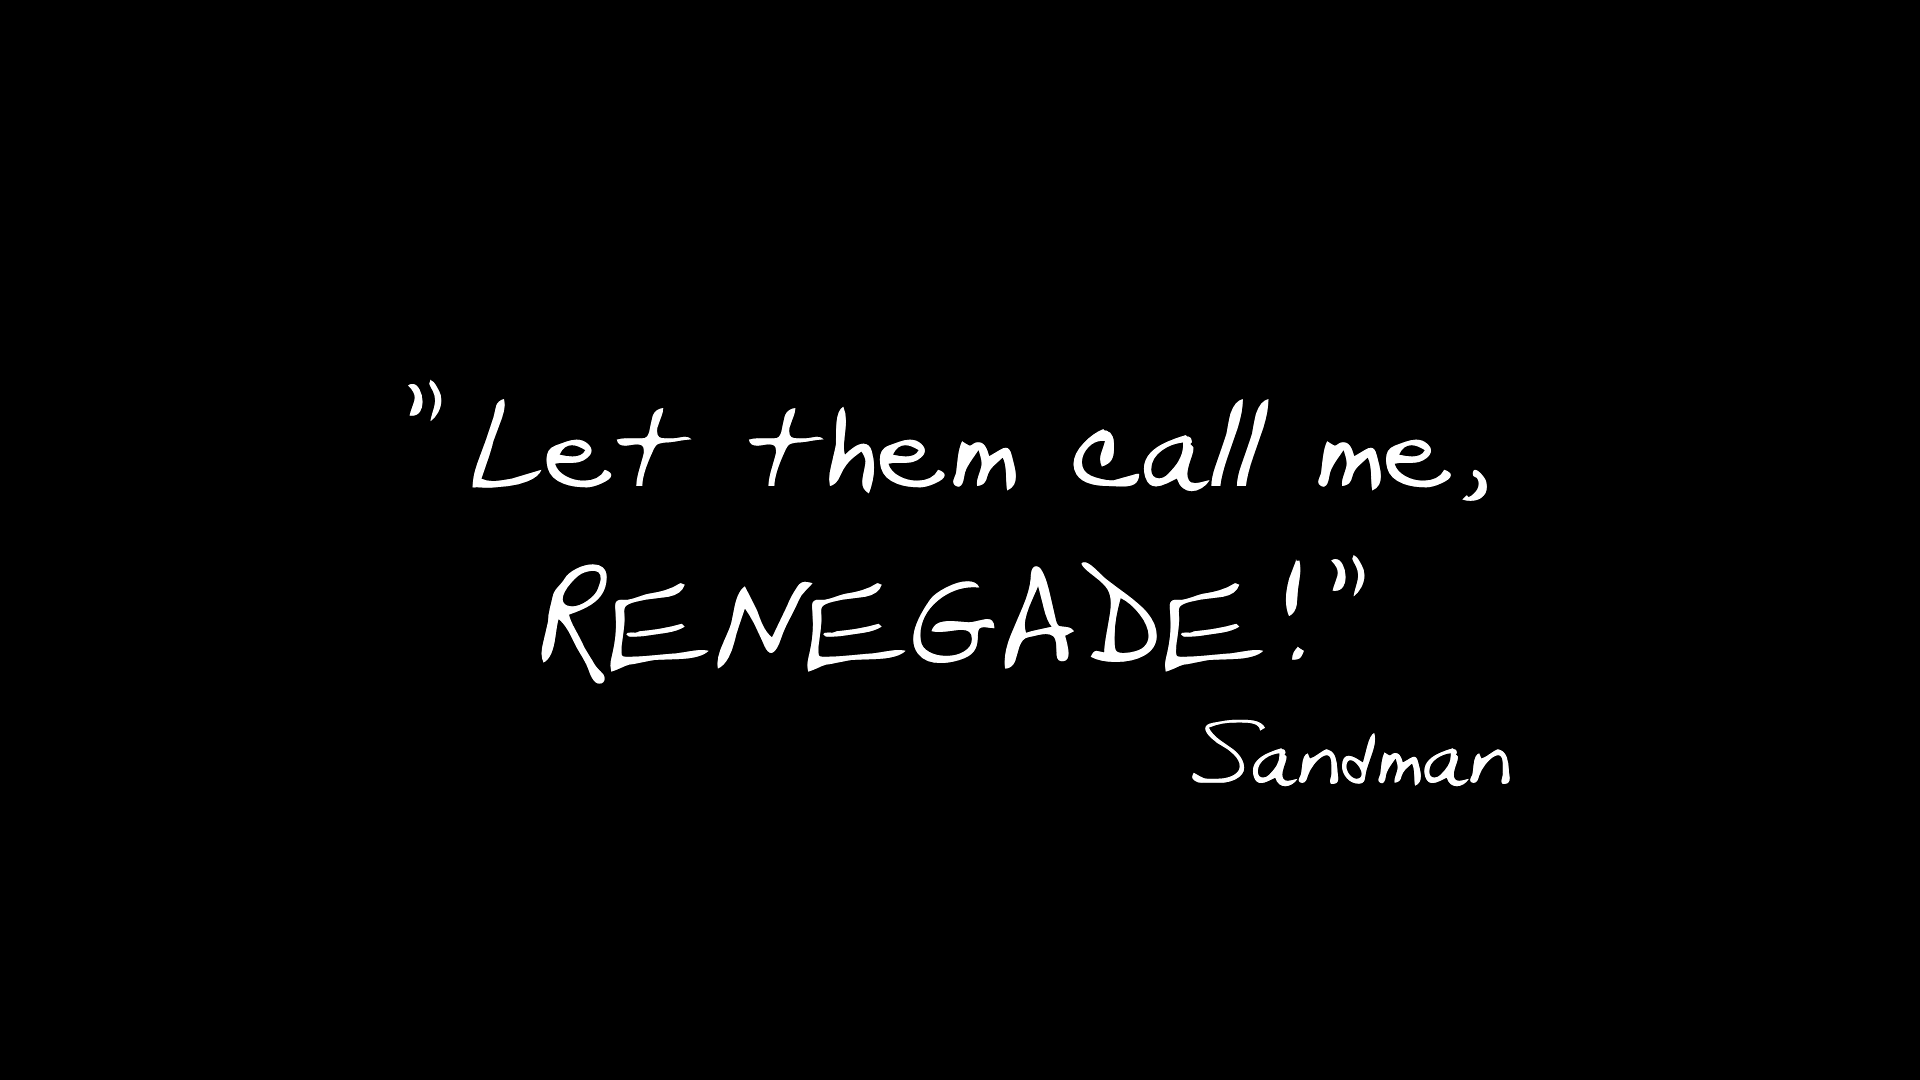 ”Let them call me,
RENEGADE!”
Sandman